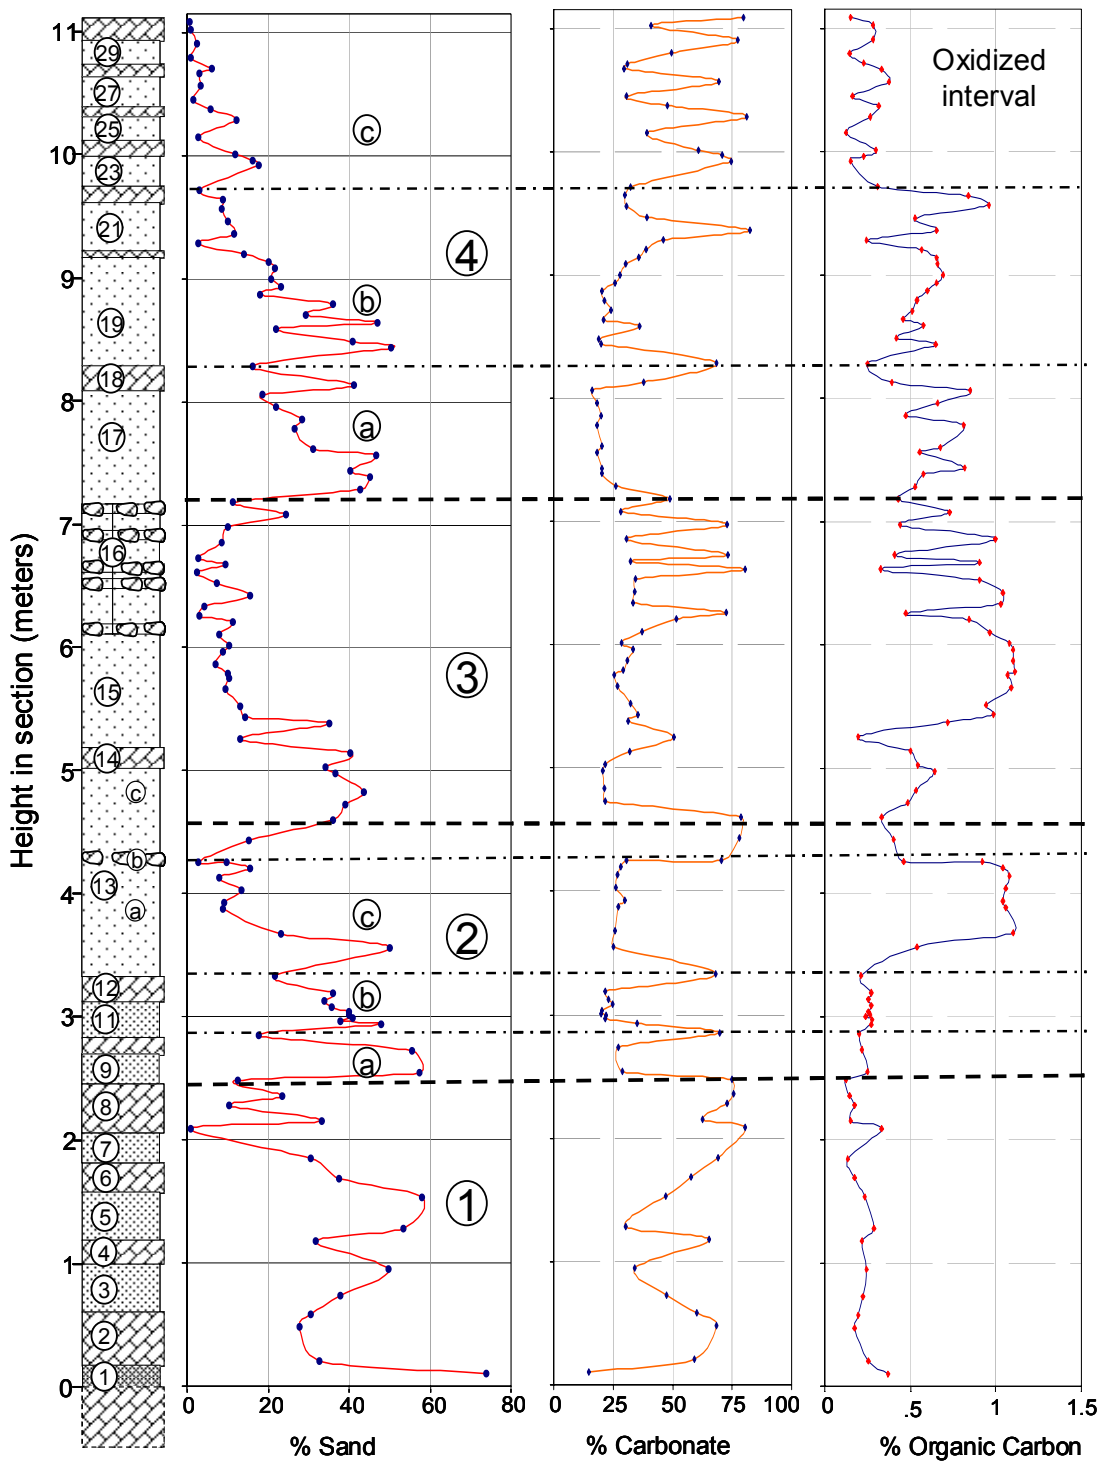 Height in section (meters)
11
10
9
8
7
6
5
4
3
2
1
0
29
27
25
23
21
19
18
17
16
15
14
c
b
13
a
12
11
9
8
7
6
5
4
3
2
1
Oxidized
interval
c
4
b
a
3
c
2
b
a
1
0 20 40 60 80
0 25 50 75 100
0 .5 1 1.5
% Sand
% Carbonate
% Organic Carbon